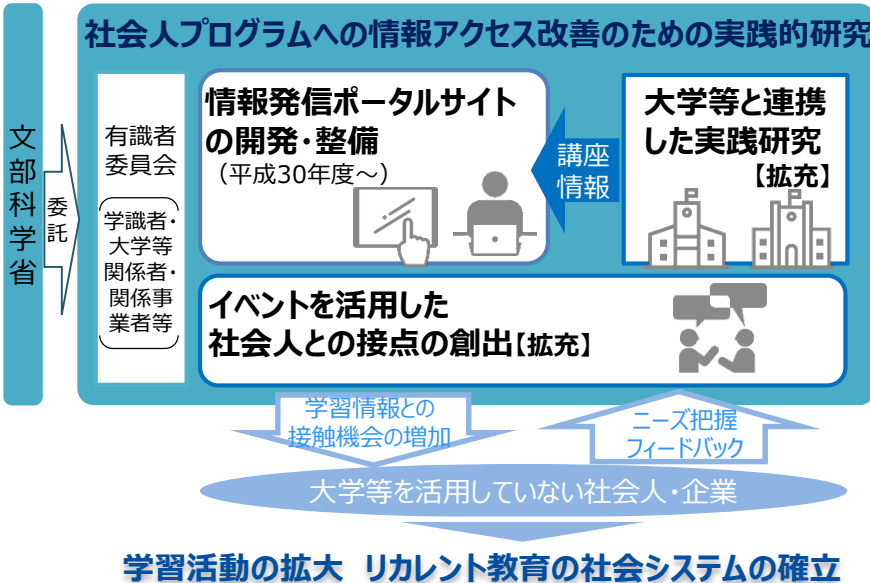 社会人プログラムへの情報アクセス改善のための実践的研究
文部科学省
委託
有識者
委員会
学識者・
大学等
関係者・
関係事
業者等
情報発信ポータルサイト
の開発・整備
（平成30年度～）
講座
情報
大学等と連携
した実践研究
【拡充】
イベントを活用した
社会人との接点の創出【拡充】
学習情報との
接触機会の増加
ニーズ把握
フィードバック
大学等を活用していない社会人・企業
学習活動の拡大 リカレント教育の社会システムの確立